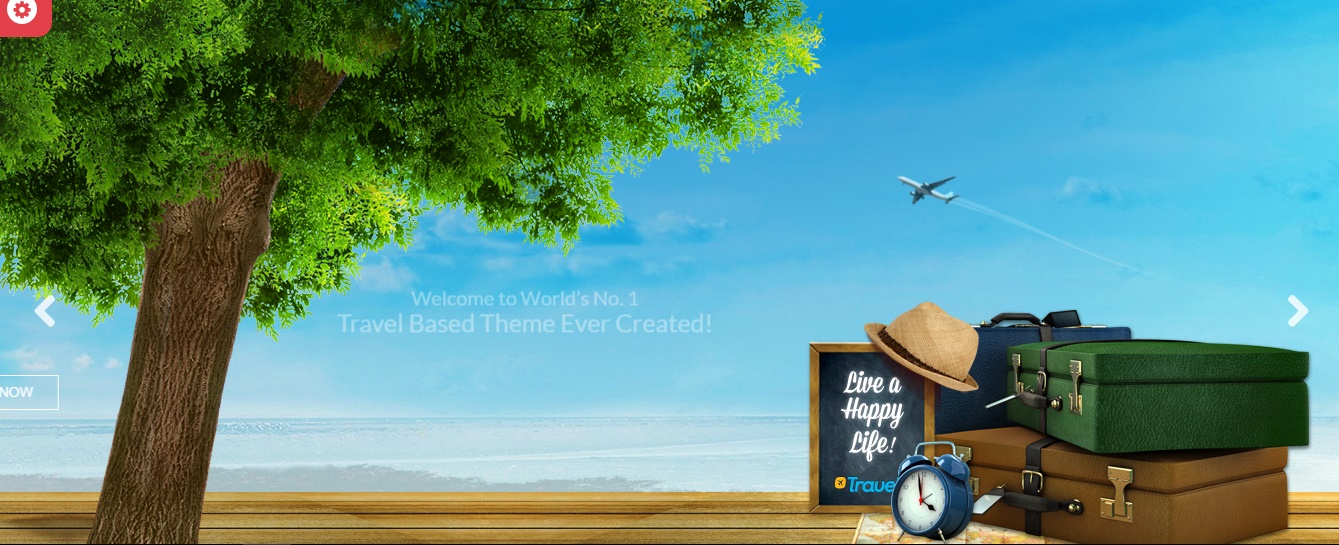 Welcome to World's No. 1
Travel Based Theme Ever Created!
NOW
Live a
Happy
Life!
Trave